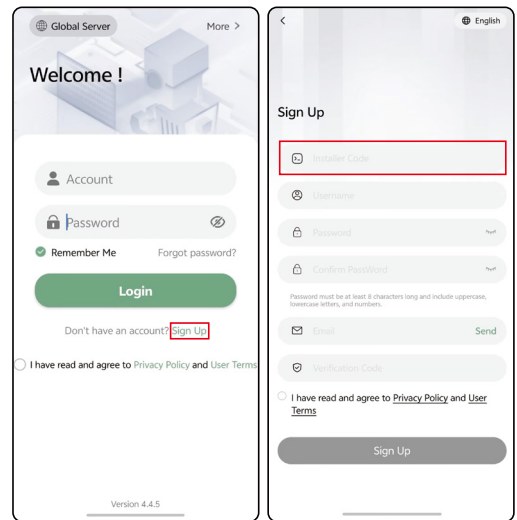 Global Server
More >
Welcome !
Account
Password
Remember Me
Forgot password?
Login
Don't have an account? Sign Up
I have read and agree to Privacy Policy and User Terms
Version 4.4.5
English
Sign Up
Installer Code
Username
Password
Confirm PassWord
Password must be at least 8 characters long and include uppercase,
lowercase letters, and numbers.
Email
Send
Verification Code
I have read and agree to Privacy Policy and User
Terms
Sign Up